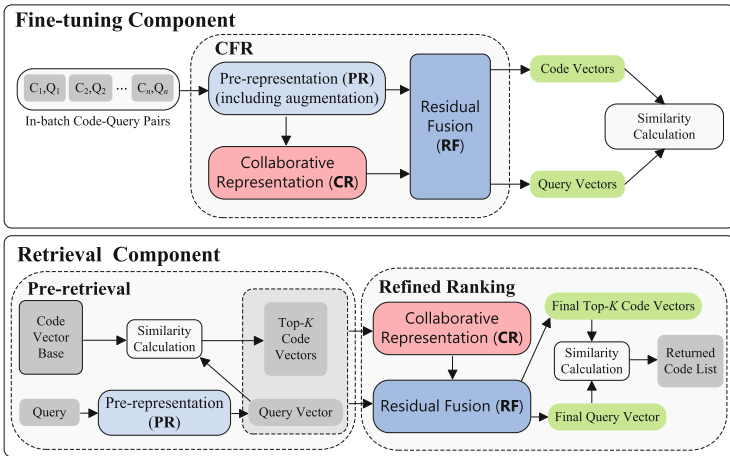 Fine-tuning Component
CFR
C1,Q1 C2,Q2 ··· Cn,Qn
In-batch Code-Query Pairs
Pre-representation (PR)
(including augmentation)
Collaborative
Representation (CR)
Residual
Fusion
(RF)
Code Vectors
Similarity
Calculation
Query Vectors
Retrieval Component
Pre-retrieval
Code
Vector
Base
Similarity
Calculation
Top-K
Code
Vectors
Query
Pre-representation
(PR)
Query Vector
Refined Ranking
Collaborative
Representation (CR)
Residual Fusion (RF)
Final Top-K Code Vectors
Similarity
Calculation
Returned
Code List
Final Query Vector